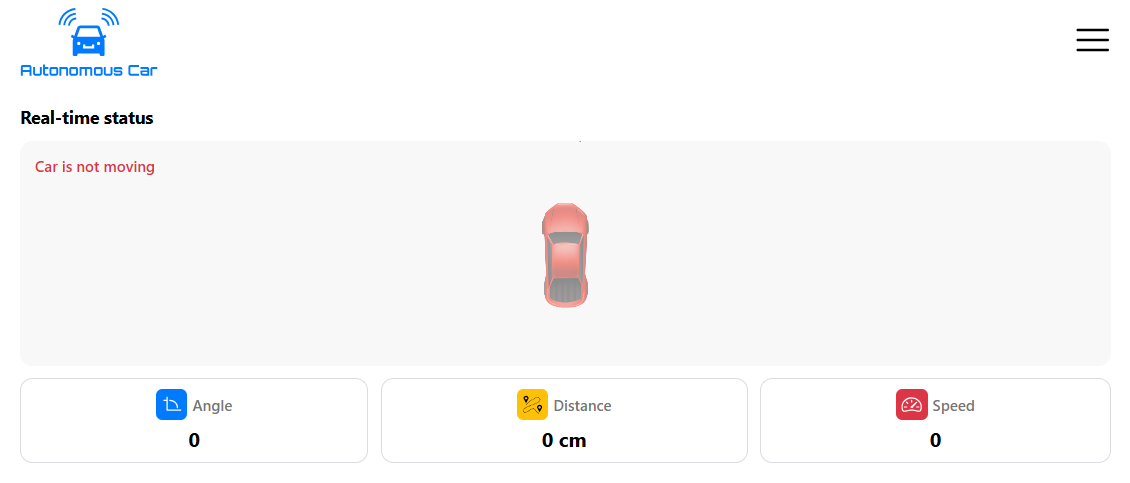 Autonomous Car
Real-time status
Car is not moving
Angle
0
Distance
0 cm
Speed
0